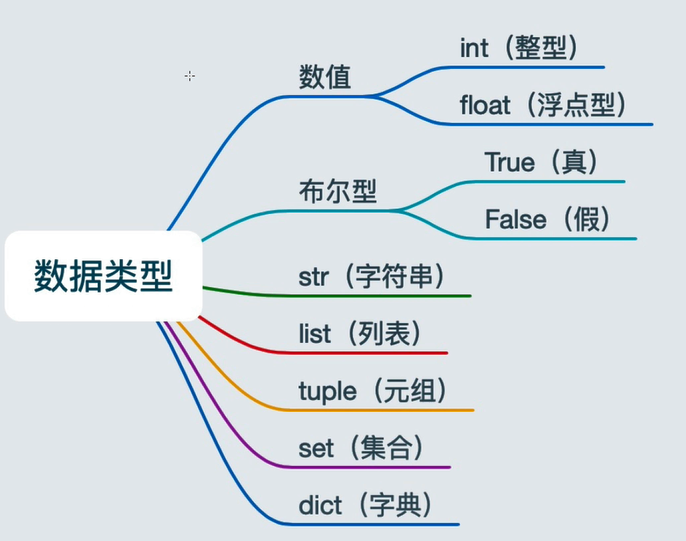 数据类型
数值
int（整型）
float（浮点型）
布尔型
True（真）
False（假）
str（字符串）
list（列表）
tuple（元组）
set（集合）
dict（字典）